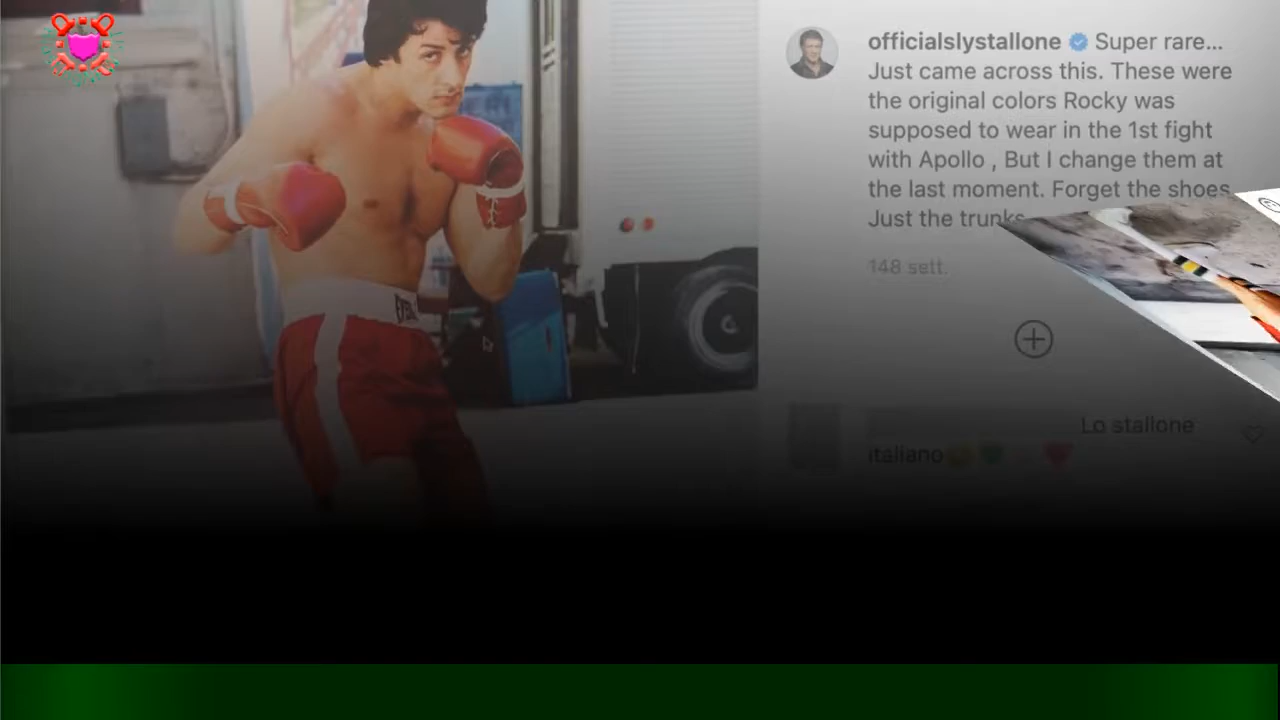 officialslystallone Super rare...
Just came across this. These were
the original colors Rocky was
supposed to wear in the 1st fight
with Apollo , But I change them at
the last moment. Forget the shoes
Just the trunks
148 sett.
Lo stallone
italiano